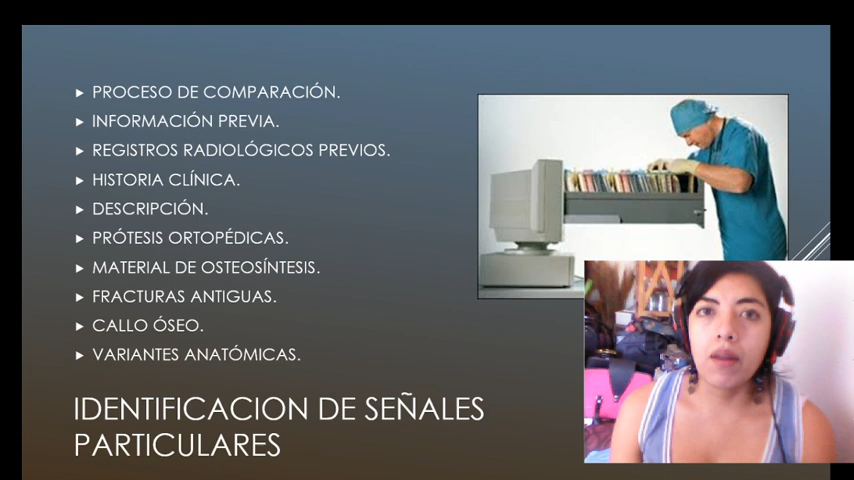 PROCESO DE COMPARACIÓN.
INFORMACIÓN PREVIA.
REGISTROS RADIOLÓGICOS PREVIOS.
HISTORIA CLÍNICA.
DESCRIPCIÓN.
PRÓTESIS ORTOPÉDICAS.
MATERIAL DE OSTEOSÍNTESIS.
FRACTURAS ANTIGUAS.
CALLO ÓSEO.
VARIANTES ANATÓMICAS.
IDENTIFICACION DE SEÑALES
PARTICULARES